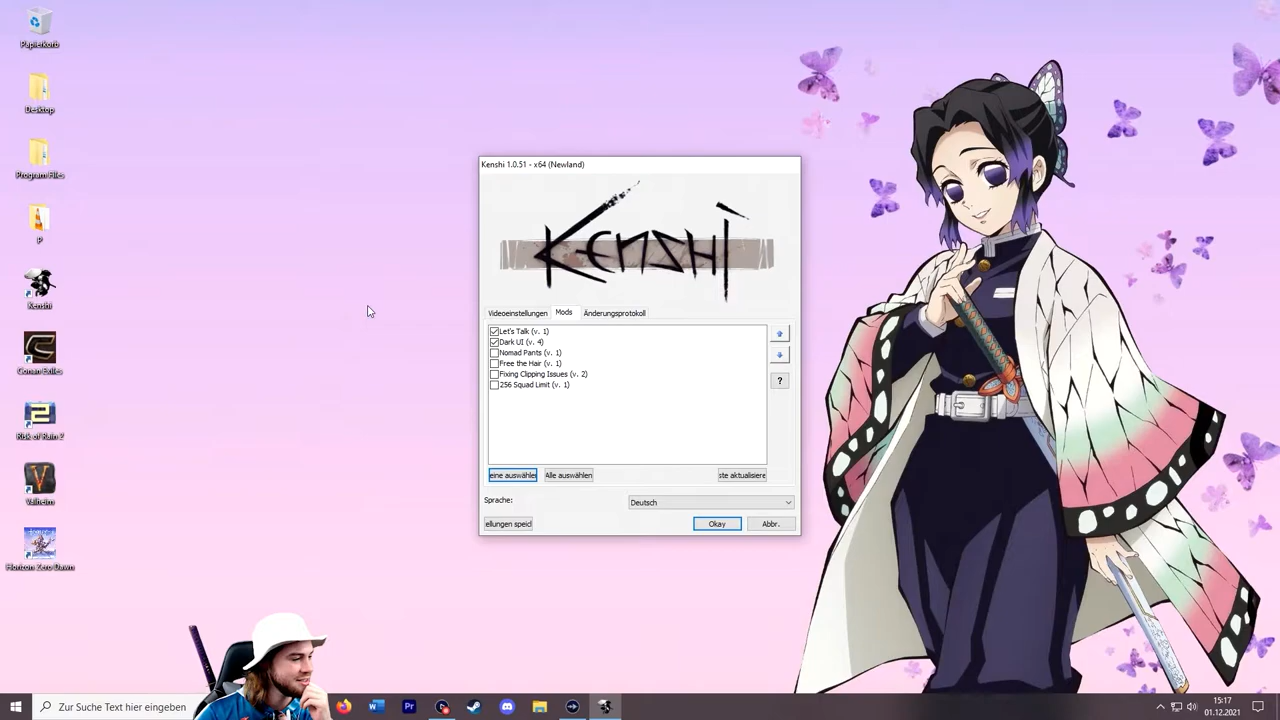 Papierkorb
Desktop
Program Files
P
Kenshi
Conan Exiles
Risk of Rain 2
Valheim
Horizon Zero Dawn
Kenshi 1.0.51 - x64 (Newland)
KENSHI
Videoeinstellungen
Mods
Änderungsprotokoll
Let's Talk (v. 1)
Dark UI (v. 4)
Nomad Pants (v. 1)
Free the Hair (v. 1)
Fixing Clipping Issues (v. 2)
256 Squad Limit (v. 1)
?
eine auswähler
Alle auswählen
ste aktualisiere
Sprache:
Deutsch
ellungen speicl
Okay
Abbr.
Zur Suche Text hier eingeben
15:17
01.12.2021